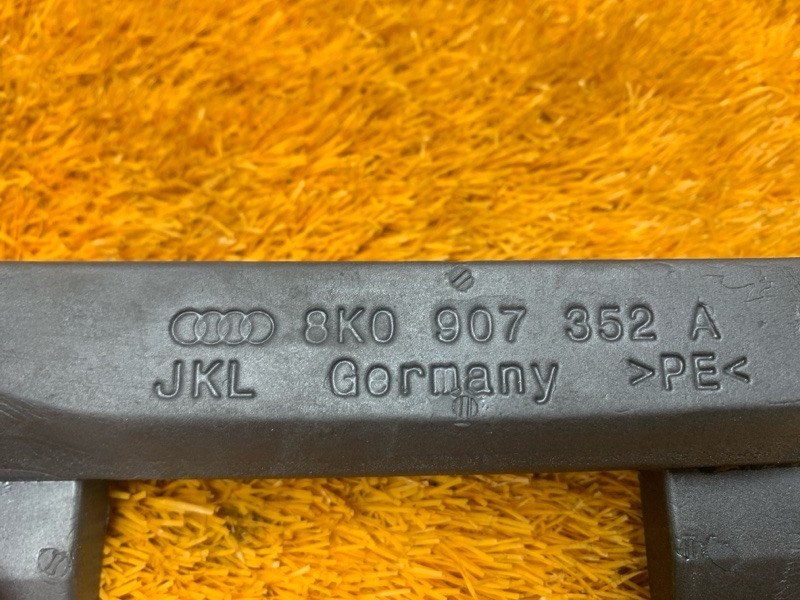 8K0 907 352 A
JKL Germany >PE<